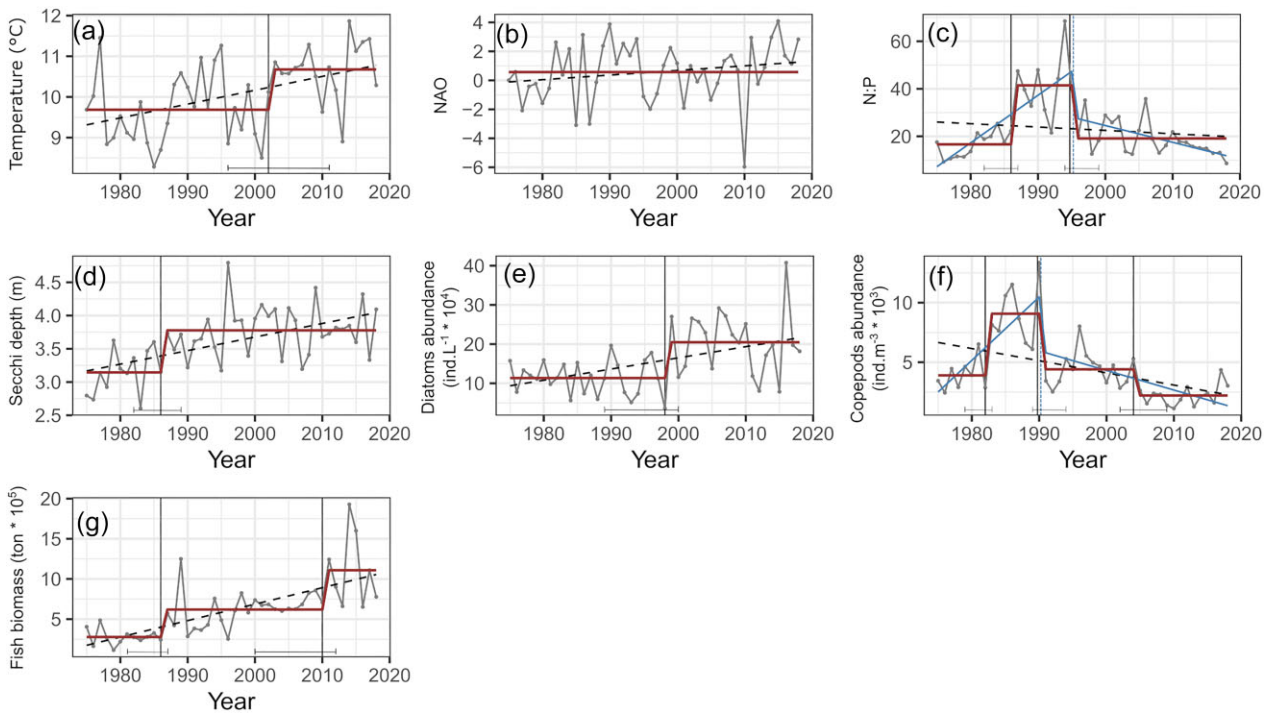 (a)
Temperature (°C)
12
11
10
9
1980 1990 2000 2010 2020
Year
(b)
NAO
4
2
0
−2
−4
−6
1980 1990 2000 2010 2020
Year
(c)
N:P
60
40
20
1980 1990 2000 2010 2020
Year
(d)
Secchi depth (m)
4.5
4.0
3.5
3.0
2.5
1980 1990 2000 2010 2020
Year
(e)
Diatoms abundance
(ind.L⁻¹ * 10⁴)
40
30
20
10
1980 1990 2000 2010 2020
Year
(f)
Copepods abundance
(ind.m⁻³ * 10³)
10
5
1980 1990 2000 2010 2020
Year
(g)
Fish biomass (ton * 10⁵)
20
15
10
5
1980 1990 2000 2010 2020
Year